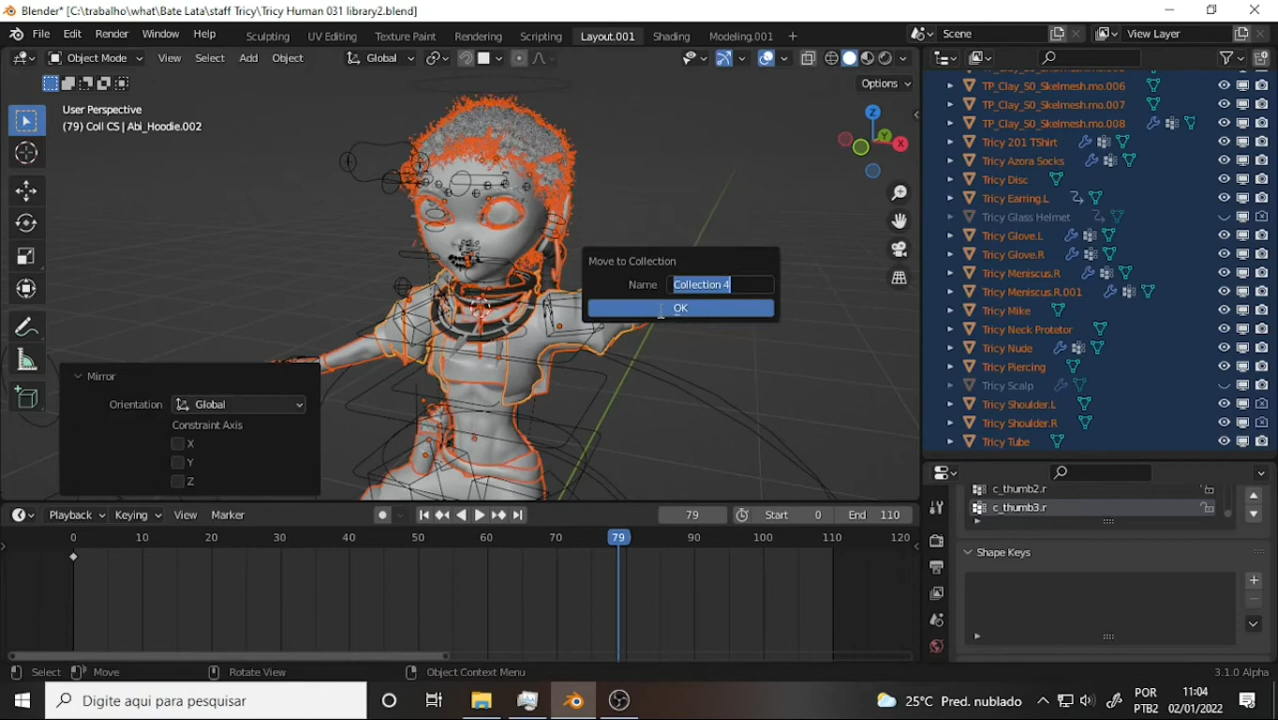 Blender* [C:\trabalho\what\Bate Lata\staff Tricy\Tricy Human 031 library2.blend]
File Edit Render Window Help
Sculpting UV Editing Texture Paint Rendering Scripting Layout.001 Shading Modeling.001 +
Scene
View Layer
Object Mode View Select Add Object
Global
Options
User Perspective
(79) Coll CS | Abi_Hoodie.002
Z
Y
X
TP_Clay_S0_Skelmesh.mo.006
TP_Clay_S0_Skelmesh.mo.007
TP_Clay_S0_Skelmesh.mo.008
Tricy 201 TShirt
Tricy Azora Socks
Tricy Disc
Tricy Earring.L
Tricy Glass Helmet
Tricy Glove.L
Tricy Glove.R
Tricy Meniscus.R
Tricy Meniscus.R.001
Tricy Mike
Tricy Neck Protetor
Tricy Nude
Tricy Piercing
Tricy Scalp
Tricy Shoulder.L
Tricy Shoulder.R
Tricy Tube
Move to Collection
Name Collection 4
OK
Mirror
Orientation Global
Constraint Axis
X
Y
Z
c_thumb2.r
c_thumb3.r
Shape Keys
Playback Keying View Marker
79 Start 0 End 110
0 10 20 30 40 50 60 70 79 90 100 110 120
Select Move Rotate View Object Context Menu
3.1.0 Alpha
Digite aqui para pesquisar
25°C Pred. nublado
POR
PTB2
11:04
02/01/2022